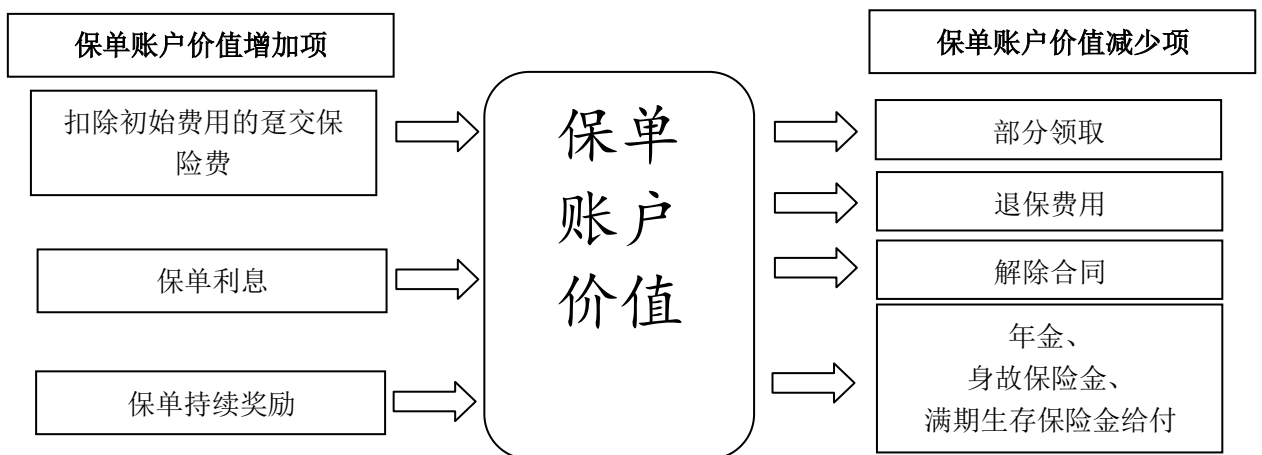 保单账户价值增加项
扣除初始费用的趸交保
险费
保单利息
保单持续奖励
保单
账户
价值
保单账户价值减少项
部分领取
退保费用
解除合同
年金、
身故保险金、
满期生存保险金给付